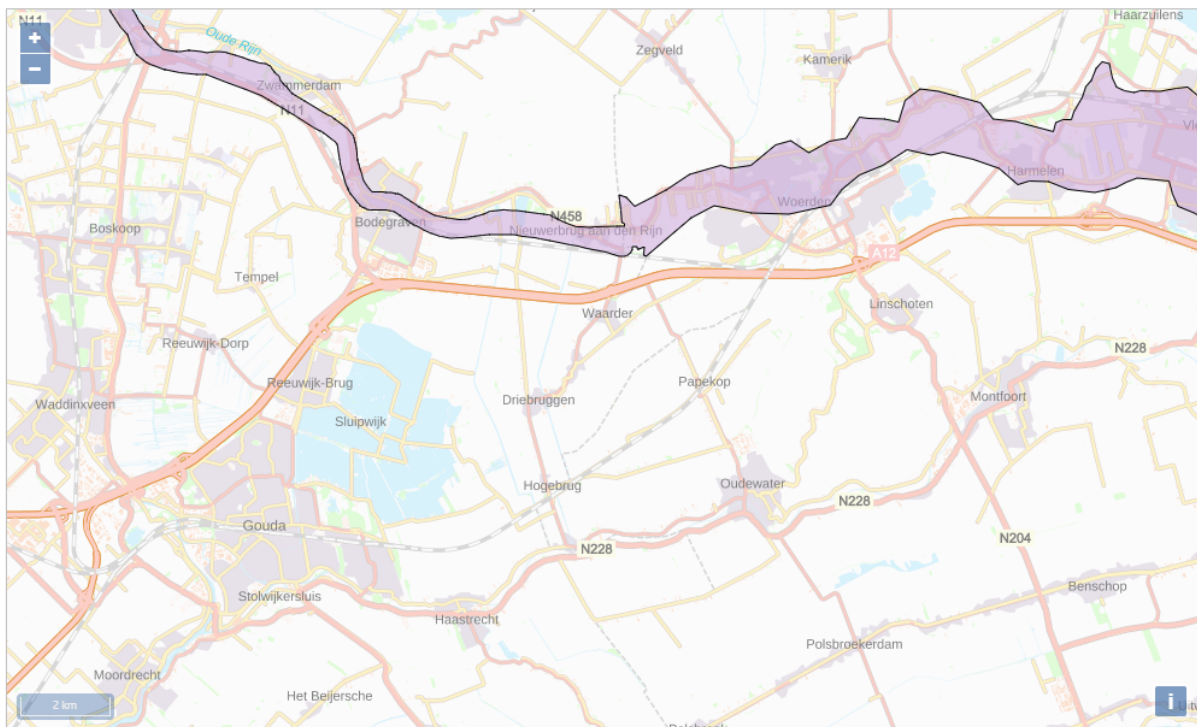 N11
+
−
Oude Rijn
Zegveld
Haarzuilens
Kamerik
Zwammerdam
N11
Boskoop
Bodegraven
N458
Nieuwerbrug aan den Rijn
Woerden
Harmelen
A12
Tempel
Waarder
Linschoten
Reeuwijk-Dorp
N228
Reeuwijk-Brug
Papekop
Driebruggen
Montfoort
Waddinxveen
Sluipwijk
Hogebrug
Oudewater
N228
Gouda
N204
N228
Stolwijkersluis
Haastrecht
Benschop
Polsbroekerdam
Moordrecht
Het Beijersche
2 km
i